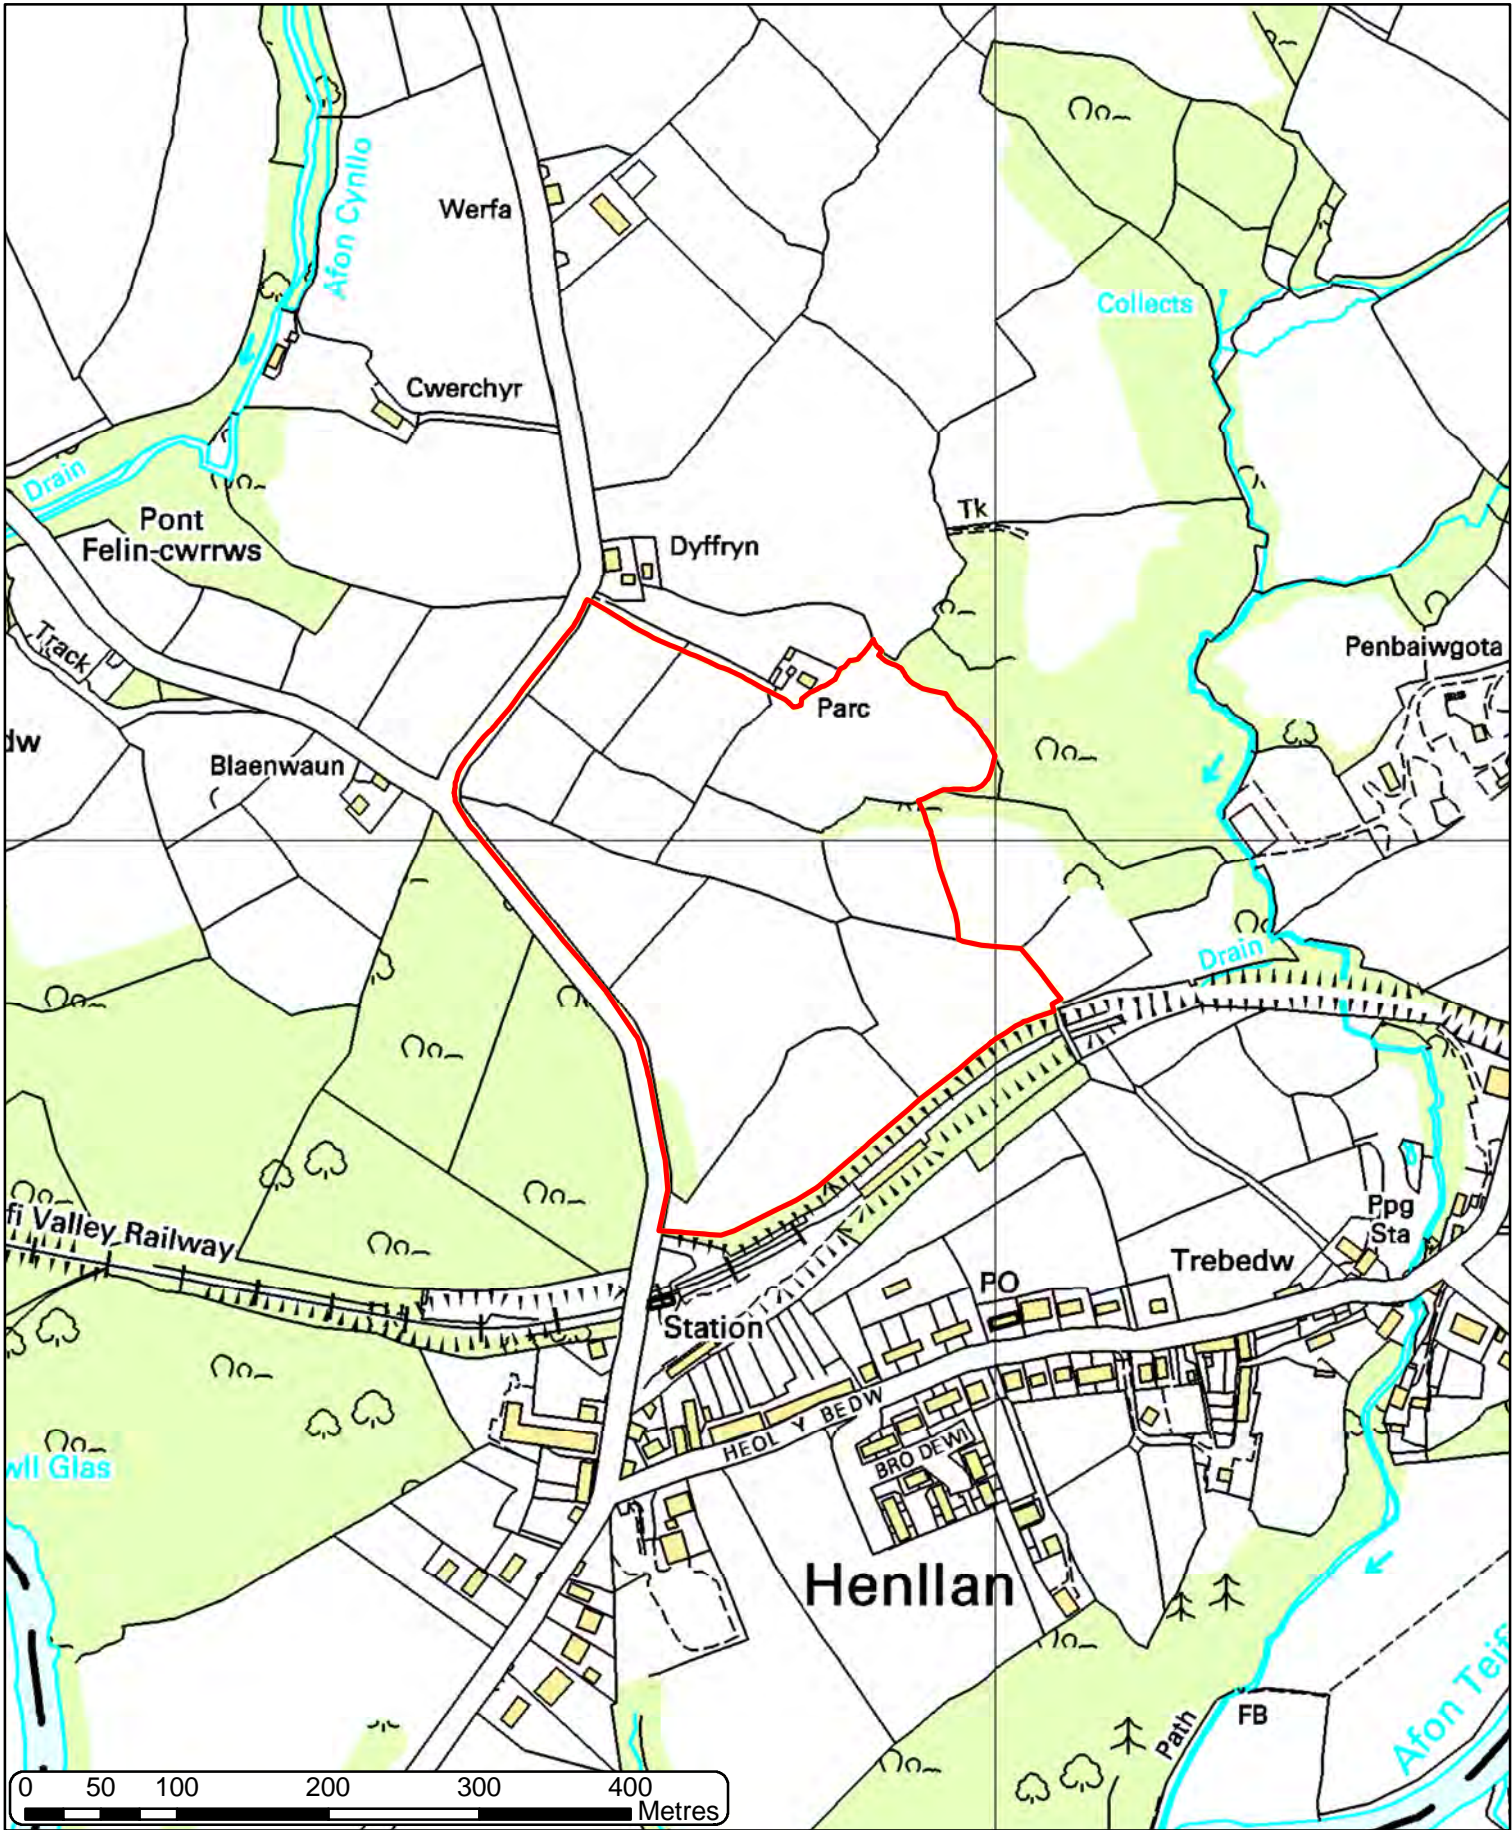 Afon Cynllo
Werfa
Collects
Cwerchyr
Drain
Tk
Pont
Felin-cwrrws
Dyffryn
Track
Penbaiwgota
Parc
dw
Blaenwaun
Drain
fi Valley Railway
Ppg
Sta
Trebedw
PO
Station
HEOL Y BEDW
BRO DEWI
wll Glas
Henllan
Afon Teif
Path
FB
0 50 100 200 300 400
Metres